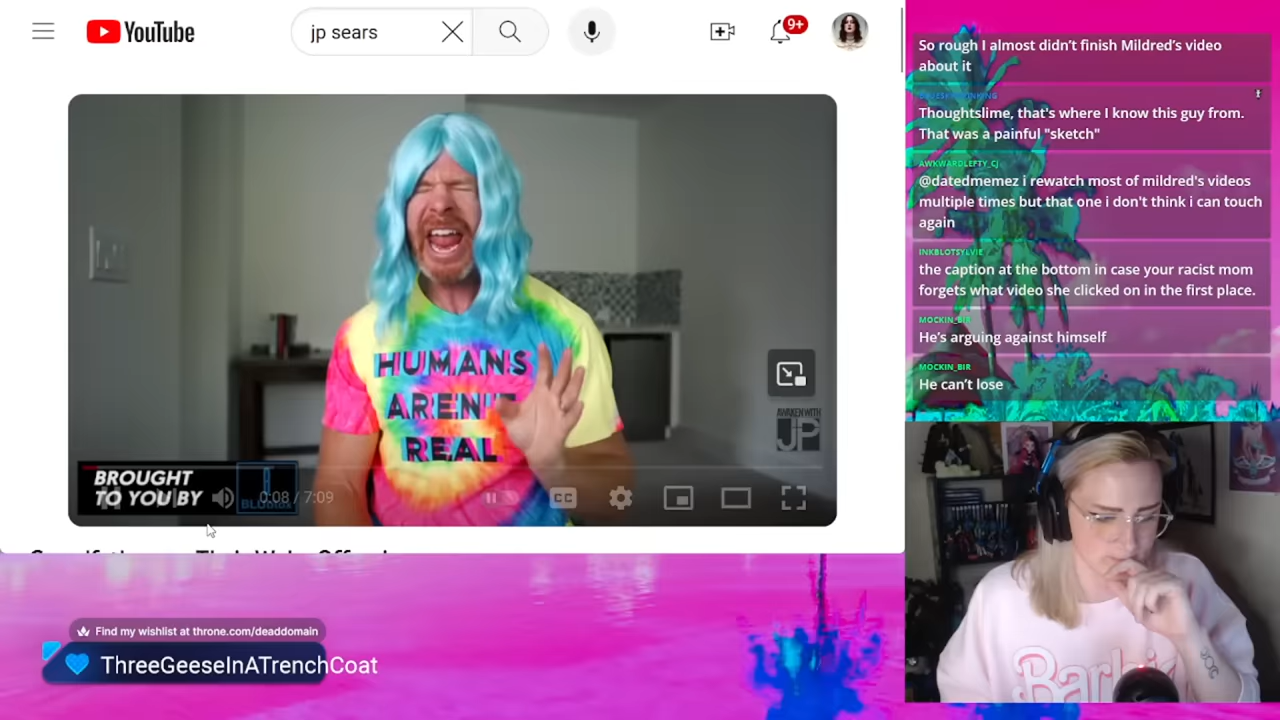 YouTube
jp sears
9+
HUMANS
AREN'T
REAL
AWAKEN WITH
JP
BROUGHT
TO YOU BY
BLUblox
0:08 / 7:09
CC
Find my wishlist at throne.com/deaddomain
ThreeGeeseInATrenchCoat
So rough I almost didn't finish Mildred's video
about it
Thoughtslime, that's where I know this guy from.
That was a painful "sketch"
AWKWARDLEFTY_CJ
@datedmemez i rewatch most of mildred's videos
multiple times but that one i don't think i can touch
again
INKBLOTSYLVIE
the caption at the bottom in case your racist mom
forgets what video she clicked on in the first place.
MOCKIN_BIR
He's arguing against himself
MOCKIN_BIR
He can't lose
Barbie